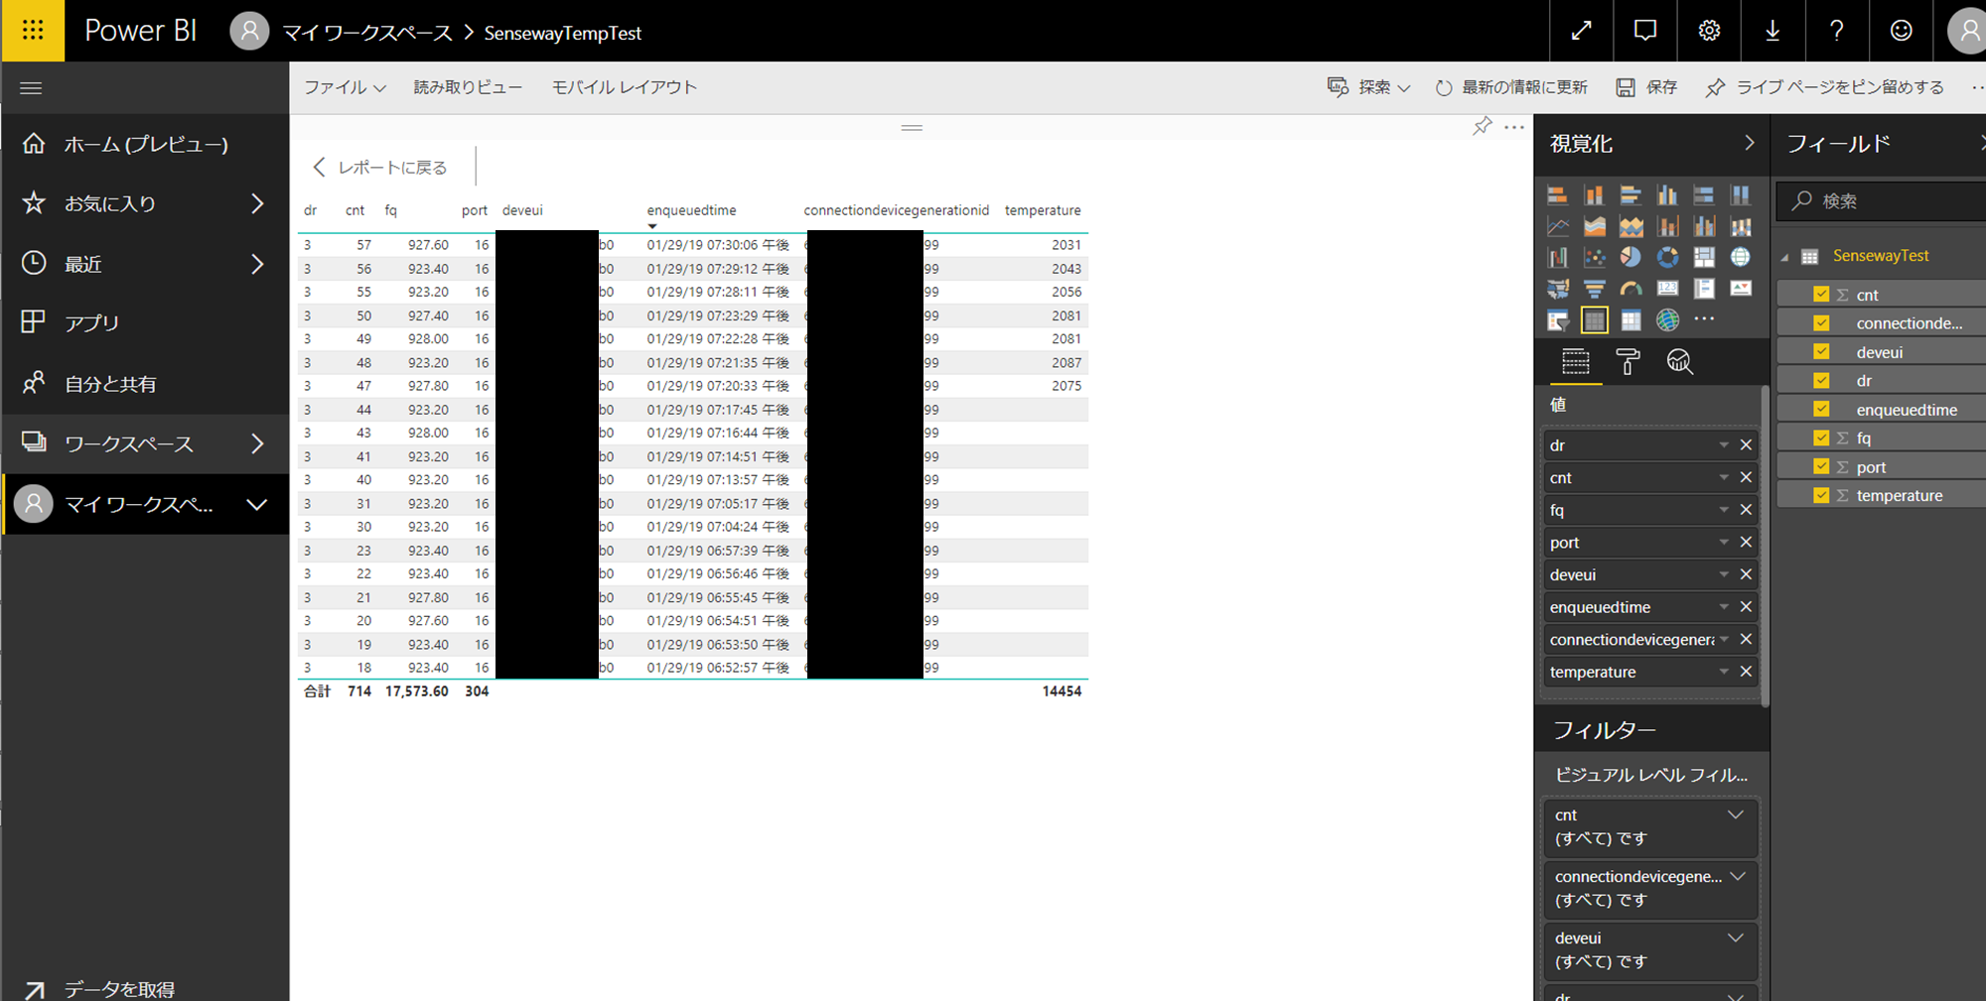 Power BI マイ ワークスペース > SensewayTempTest ?
ファイル 読み取りビュー モバイル レイアウト 探索 最新の情報に更新 保存 ライブ ページをピン留めする
ホーム (プレビュー)
お気に入り
最近
アプリ
自分と共有
ワークスペース
マイ ワークスペ...
データを取得
レポートに戻る
dr cnt fq port deveui enqueuedtime connectiondevicegenerationid temperature
3 57 927.60 16 b0 01/29/19 07:30:06 午後 99 2031
3 56 923.40 16 b0 01/29/19 07:29:12 午後 99 2043
3 55 923.20 16 b0 01/29/19 07:28:11 午後 99 2056
3 50 927.40 16 b0 01/29/19 07:23:29 午後 99 2081
3 49 928.00 16 b0 01/29/19 07:22:28 午後 99 2081
3 48 923.20 16 b0 01/29/19 07:21:35 午後 99 2087
3 47 927.80 16 b0 01/29/19 07:20:33 午後 99 2075
3 44 923.20 16 b0 01/29/19 07:17:45 午後 99
3 43 928.00 16 b0 01/29/19 07:16:44 午後 99
3 41 923.20 16 b0 01/29/19 07:14:51 午後 99
3 40 923.20 16 b0 01/29/19 07:13:57 午後 99
3 31 923.20 16 b0 01/29/19 07:05:17 午後 99
3 30 923.20 16 b0 01/29/19 07:04:24 午後 99
3 23 923.40 16 b0 01/29/19 06:57:39 午後 99
3 22 923.40 16 b0 01/29/19 06:56:46 午後 99
3 21 927.80 16 b0 01/29/19 06:55:45 午後 99
3 20 927.60 16 b0 01/29/19 06:54:51 午後 99
3 19 923.40 16 b0 01/29/19 06:53:50 午後 99
3 18 923.40 16 b0 01/29/19 06:52:57 午後 99
合計 714 17,573.60 304 14454
視覚化
123
値
dr
cnt
fq
port
deveui
enqueuedtime
connectiondevicegenera
temperature
フィルター
ビジュアル レベル フィル...
cnt
(すべて) です
connectiondevicegene...
(すべて) です
deveui
(すべて) です
dr
フィールド
検索
SensewayTest
Σ cnt
connectionde...
deveui
dr
enqueuedtime
Σ fq
Σ port
Σ temperature